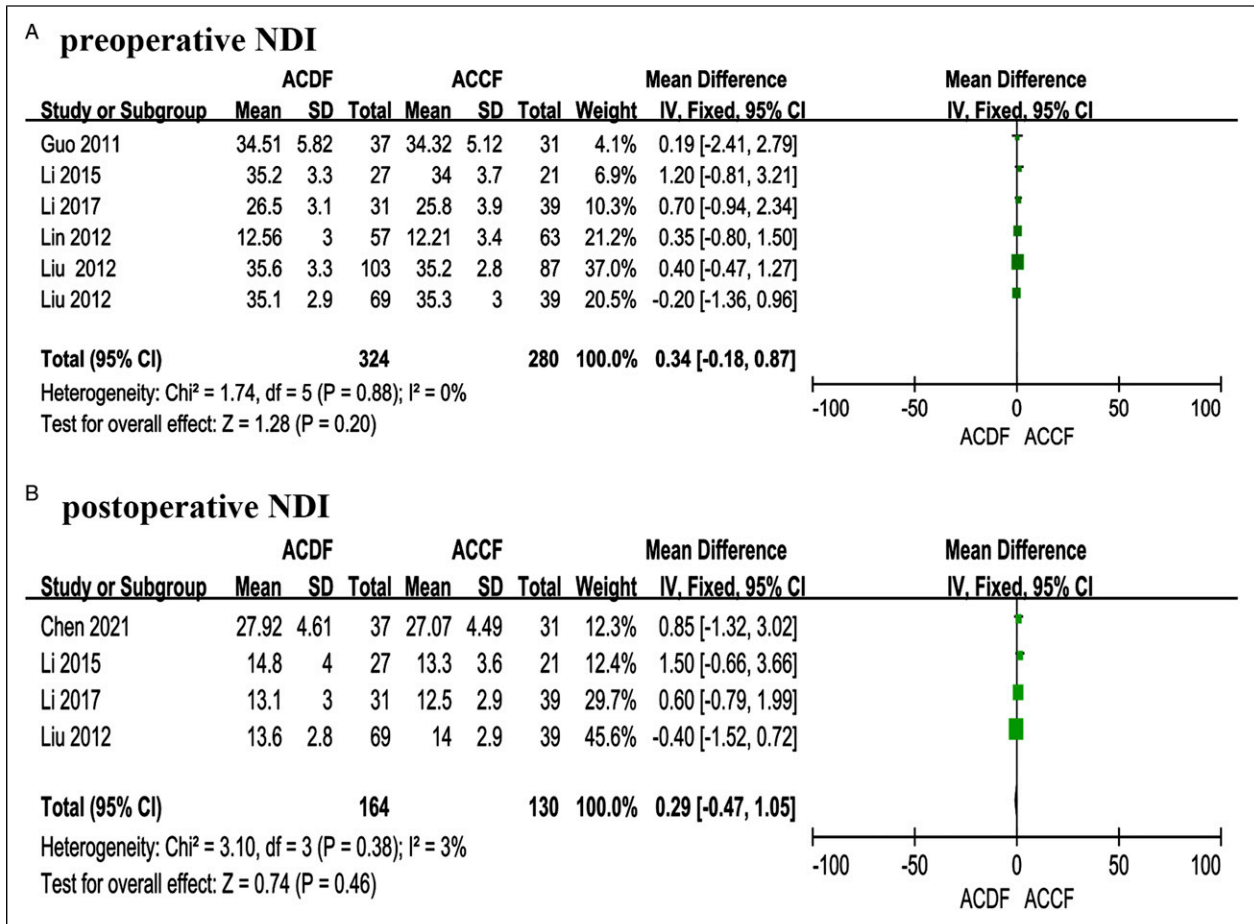 A preoperative NDI
ACDF ACCF Mean Difference Mean Difference
Study or Subgroup Mean SD Total Mean SD Total Weight IV, Fixed, 95% CI IV, Fixed, 95% CI
Guo 2011 34.51 5.82 37 34.32 5.12 31 4.1% 0.19 [-2.41, 2.79]
Li 2015 35.2 3.3 27 34 3.7 21 6.9% 1.20 [-0.81, 3.21]
Li 2017 26.5 3.1 31 25.8 3.9 39 10.3% 0.70 [-0.94, 2.34]
Lin 2012 12.56 3 57 12.21 3.4 63 21.2% 0.35 [-0.80, 1.50]
Liu 2012 35.6 3.3 103 35.2 2.8 87 37.0% 0.40 [-0.47, 1.27]
Liu 2012 35.1 2.9 69 35.3 3 39 20.5% -0.20 [-1.36, 0.96]
Total (95% CI) 324 280 100.0% 0.34 [-0.18, 0.87]
Heterogeneity: Chi² = 1.74, df = 5 (P = 0.88); I² = 0%
Test for overall effect: Z = 1.28 (P = 0.20)
-100 -50 0 50 100
ACDF ACCF
B postoperative NDI
ACDF ACCF Mean Difference Mean Difference
Study or Subgroup Mean SD Total Mean SD Total Weight IV, Fixed, 95% CI IV, Fixed, 95% CI
Chen 2021 27.92 4.61 37 27.07 4.49 31 12.3% 0.85 [-1.32, 3.02]
Li 2015 14.8 4 27 13.3 3.6 21 12.4% 1.50 [-0.66, 3.66]
Li 2017 13.1 3 31 12.5 2.9 39 29.7% 0.60 [-0.79, 1.99]
Liu 2012 13.6 2.8 69 14 2.9 39 45.6% -0.40 [-1.52, 0.72]
Total (95% CI) 164 130 100.0% 0.29 [-0.47, 1.05]
Heterogeneity: Chi² = 3.10, df = 3 (P = 0.38); I² = 3%
Test for overall effect: Z = 0.74 (P = 0.46)
-100 -50 0 50 100
ACDF ACCF